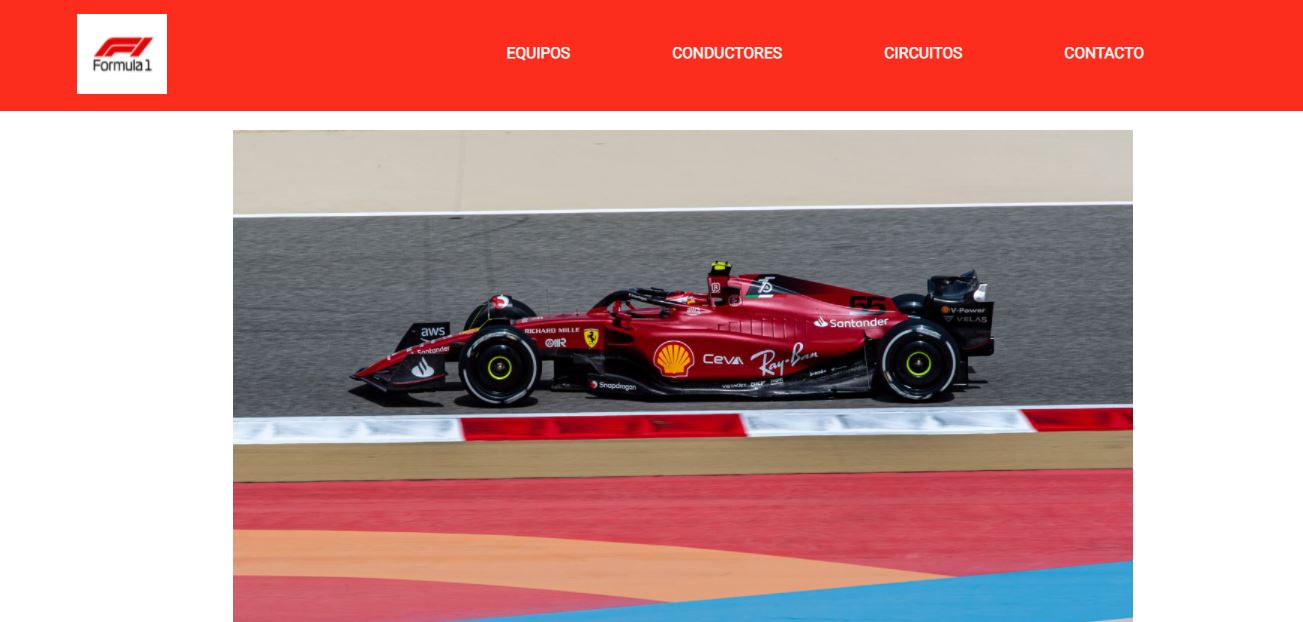 Formula 1
EQUIPOS
CONDUCTORES
CIRCUITOS
CONTACTO
55
Santander
V-Power
VELAS
aws
RICHARD MILLE
Santander
CEVA
Ray-Ban
Snapdragon